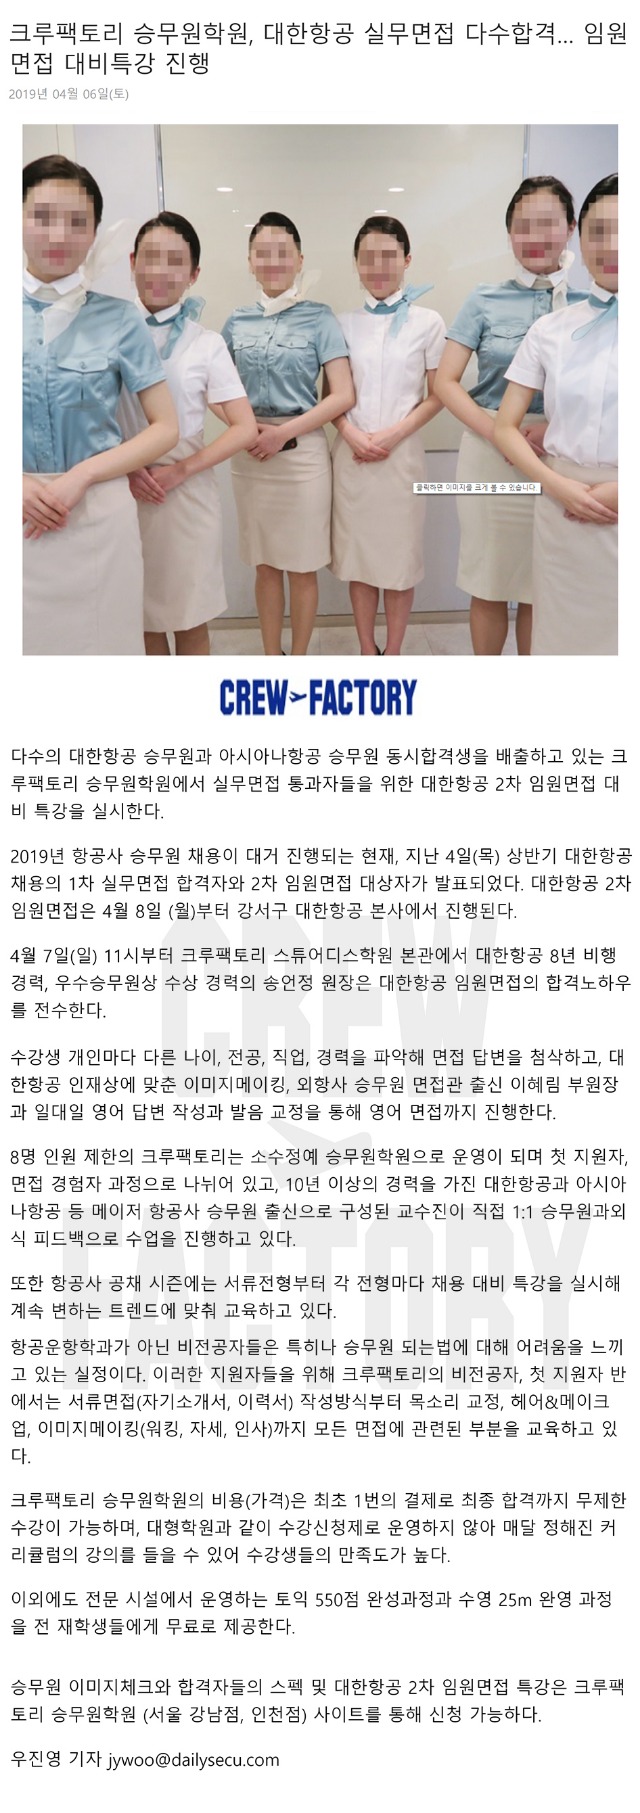 크루팩토리 승무원학원, 대한항공 실무면접 다수합격... 임원
면접 대비특강 진행
2019년 04월 06일(토)
클릭하면 이미지를 크게 볼 수 있습니다
CREW FACTORY
다수의 대한항공 승무원과 아시아나항공 승무원 동시합격생을 배출하고 있는 크
루팩토리 승무원학원에서 실무면접 통과자들을 위한 대한항공 2차 임원면접 대
비 특강을 실시한다.
2019년 항공사 승무원 채용이 대거 진행되는 현재, 지난 4일(목) 상반기 대한항공
채용의 1차 실무면접 합격자와 2차 임원면접 대상자가 발표되었다. 대한항공 2차
임원면접은 4월 8일 (월)부터 강서구 대한항공 본사에서 진행된다.
4월 7일(일) 11시부터 크루팩토리 스튜어디스학원 본관에서 대한항공 8년 비행
경력, 우수승무원상 수상 경력의 송언정 원장은 대한항공 임원면접의 합격노하우
를 전수한다.
수강생 개인마다 다른 나이, 전공, 직업, 경력을 파악해 면접 답변을 첨삭하고, 대
한항공 인재상에 맞춘 이미지메이킹, 외항사 승무원 면접관 출신 이혜림 부원장
과 일대일 영어 답변 작성과 발음 교정을 통해 영어 면접까지 진행한다.
8명 인원 제한의 크루팩토리는 소수정예 승무원학원으로 운영이 되며 첫 지원자,
면접 경험자 과정으로 나뉘어 있고, 10년 이상의 경력을 가진 대한항공과 아시아
나항공 등 메이저 항공사 승무원 출신으로 구성된 교수진이 직접 1:1 승무원과외
식 피드백으로 수업을 진행하고 있다.
또한 항공사 공채 시즌에는 서류전형부터 각 전형마다 채용 대비 특강을 실시해
계속 변하는 트렌드에 맞춰 교육하고 있다.
항공운항학과가 아닌 비전공자들은 특히나 승무원 되는법에 대해 어려움을 느끼
고 있는 실정이다. 이러한 지원자들을 위해 크루팩토리의 비전공자, 첫 지원자 반
에서는 서류면접(자기소개서, 이력서) 작성방식부터 목소리 교정, 헤어&메이크
업, 이미지메이킹(워킹, 자세, 인사)까지 모든 면접에 관련된 부분을 교육하고 있
다.
크루팩토리 승무원학원의 비용(가격)은 최초 1번의 결제로 최종 합격까지 무제한
수강이 가능하며, 대형학원과 같이 수강신청제로 운영하지 않아 매달 정해진 커
리큘럼의 강의를 들을 수 있어 수강생들의 만족도가 높다.
이외에도 전문 시설에서 운영하는 토익 550점 완성과정과 수영 25m 완영 과정
을 전 재학생들에게 무료로 제공한다.
승무원 이미지체크와 합격자들의 스펙 및 대한항공 2차 임원면접 특강은 크루팩
토리 승무원학원 (서울 강남점, 인천점) 사이트를 통해 신청 가능하다.
우진영 기자 jywoo@dailysecu.com
CREW
FACTORY